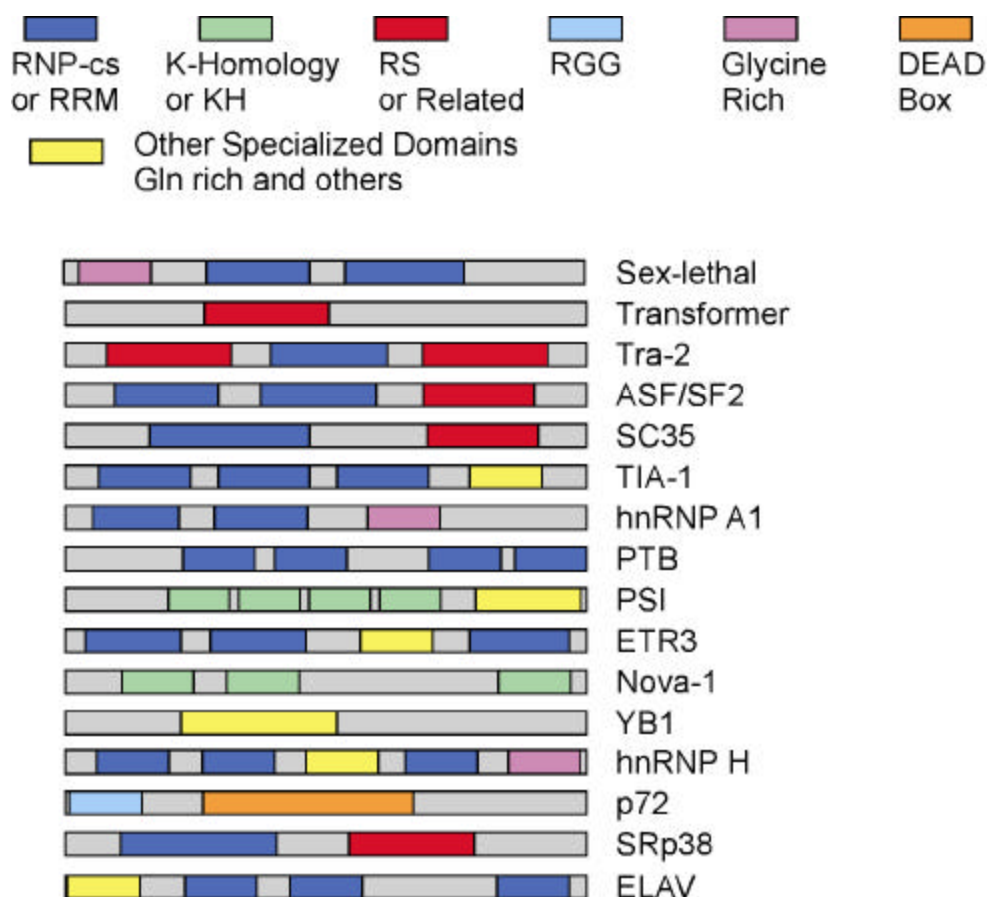 RNP-cs
or RRM
K-Homology
or KH
RS
or Related
RGG
Glycine
Rich
DEAD
Box
Other Specialized Domains
Gln rich and others
Sex-lethal
Transformer
Tra-2
ASF/SF2
SC35
TIA-1
hnRNP A1
PTB
PSI
ETR3
Nova-1
YB1
hnRNP H
p72
SRp38
ELAV